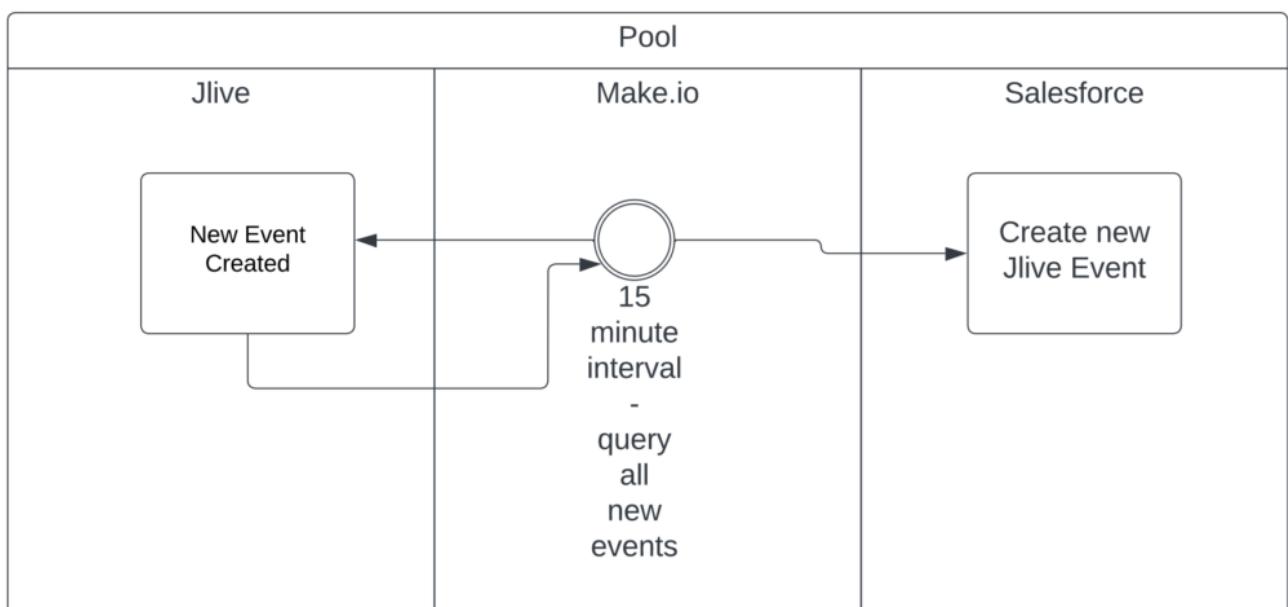 Pool
Jlive
Make.io
Salesforce
New Event
Created
15
minute
interval
-
query
all
new
events
Create new
Jlive Event